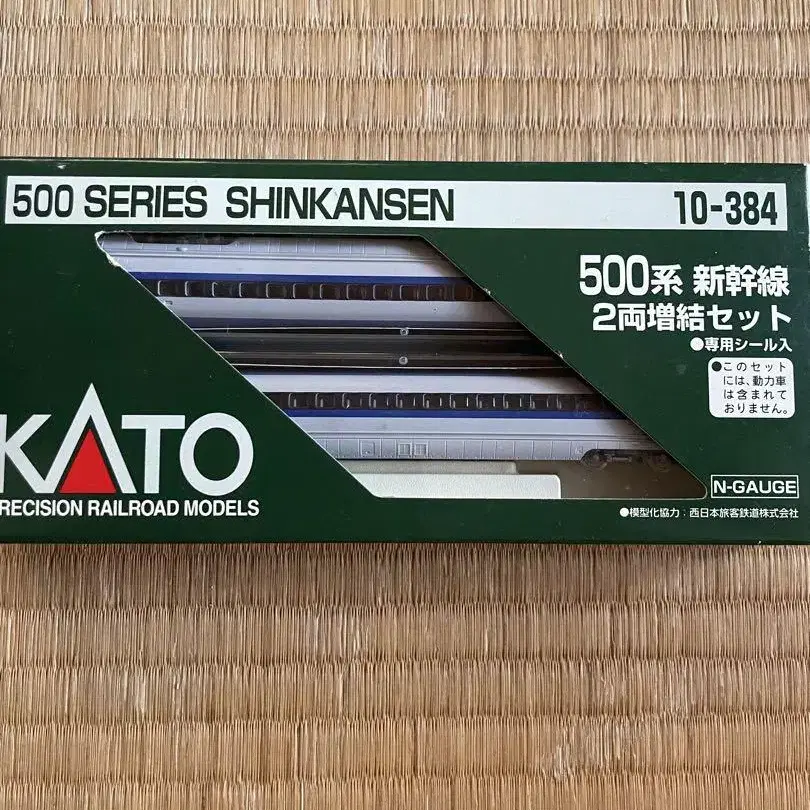 500 SERIES SHINKANSEN
10-384
500系 新幹線
2両増結セット
●専用シール入
●このセット
には、動力車
は含まれて
おりません。
KATO
PRECISION RAILROAD MODELS
N-GAUGE
●模型化協力：西日本旅客鉄道株式会社